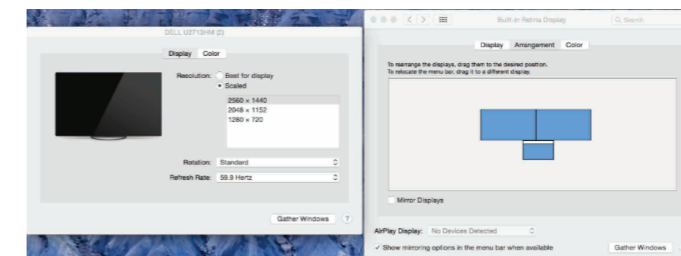 DELL U2713HM (2)
Display Color
Resolution: Best for display
Scaled
2560 × 1440
2048 × 1152
1280 × 720
Rotation: Standard
Refresh Rate: 59.9 Hertz
Gather Windows ?
Built-in Retina Display
Search
Display Arrangement Color
To rearrange the displays, drag them to the desired position.
To relocate the menu bar, drag it to a different display.
Mirror Displays
AirPlay Display: No Devices Detected
Show mirroring options in the menu bar when available
Gather Windows